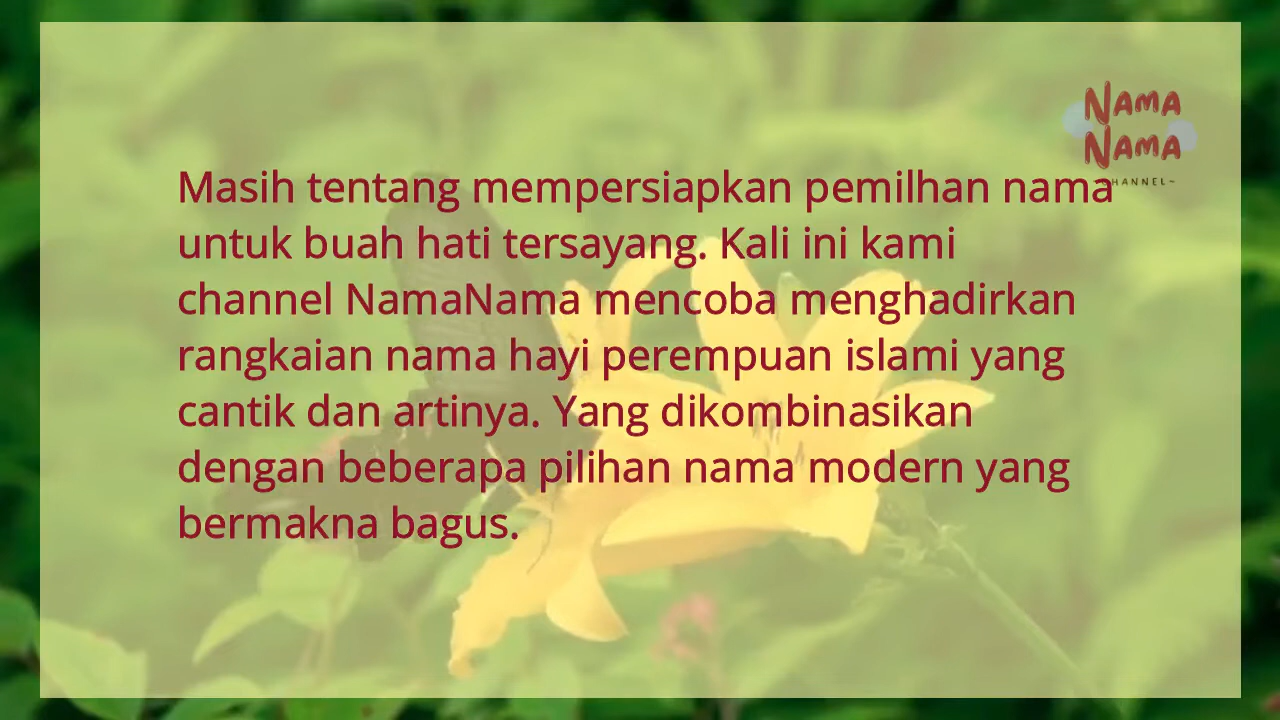 NAMA
NAMA
Masih tentang mempersiapkan pemilhan nama
untuk buah hati tersayang. Kali ini kami
channel NamaNama mencoba menghadirkan
rangkaian nama hayi perempuan islami yang
cantik dan artinya. Yang dikombinasikan
dengan beberapa pilihan nama modern yang
bermakna bagus.